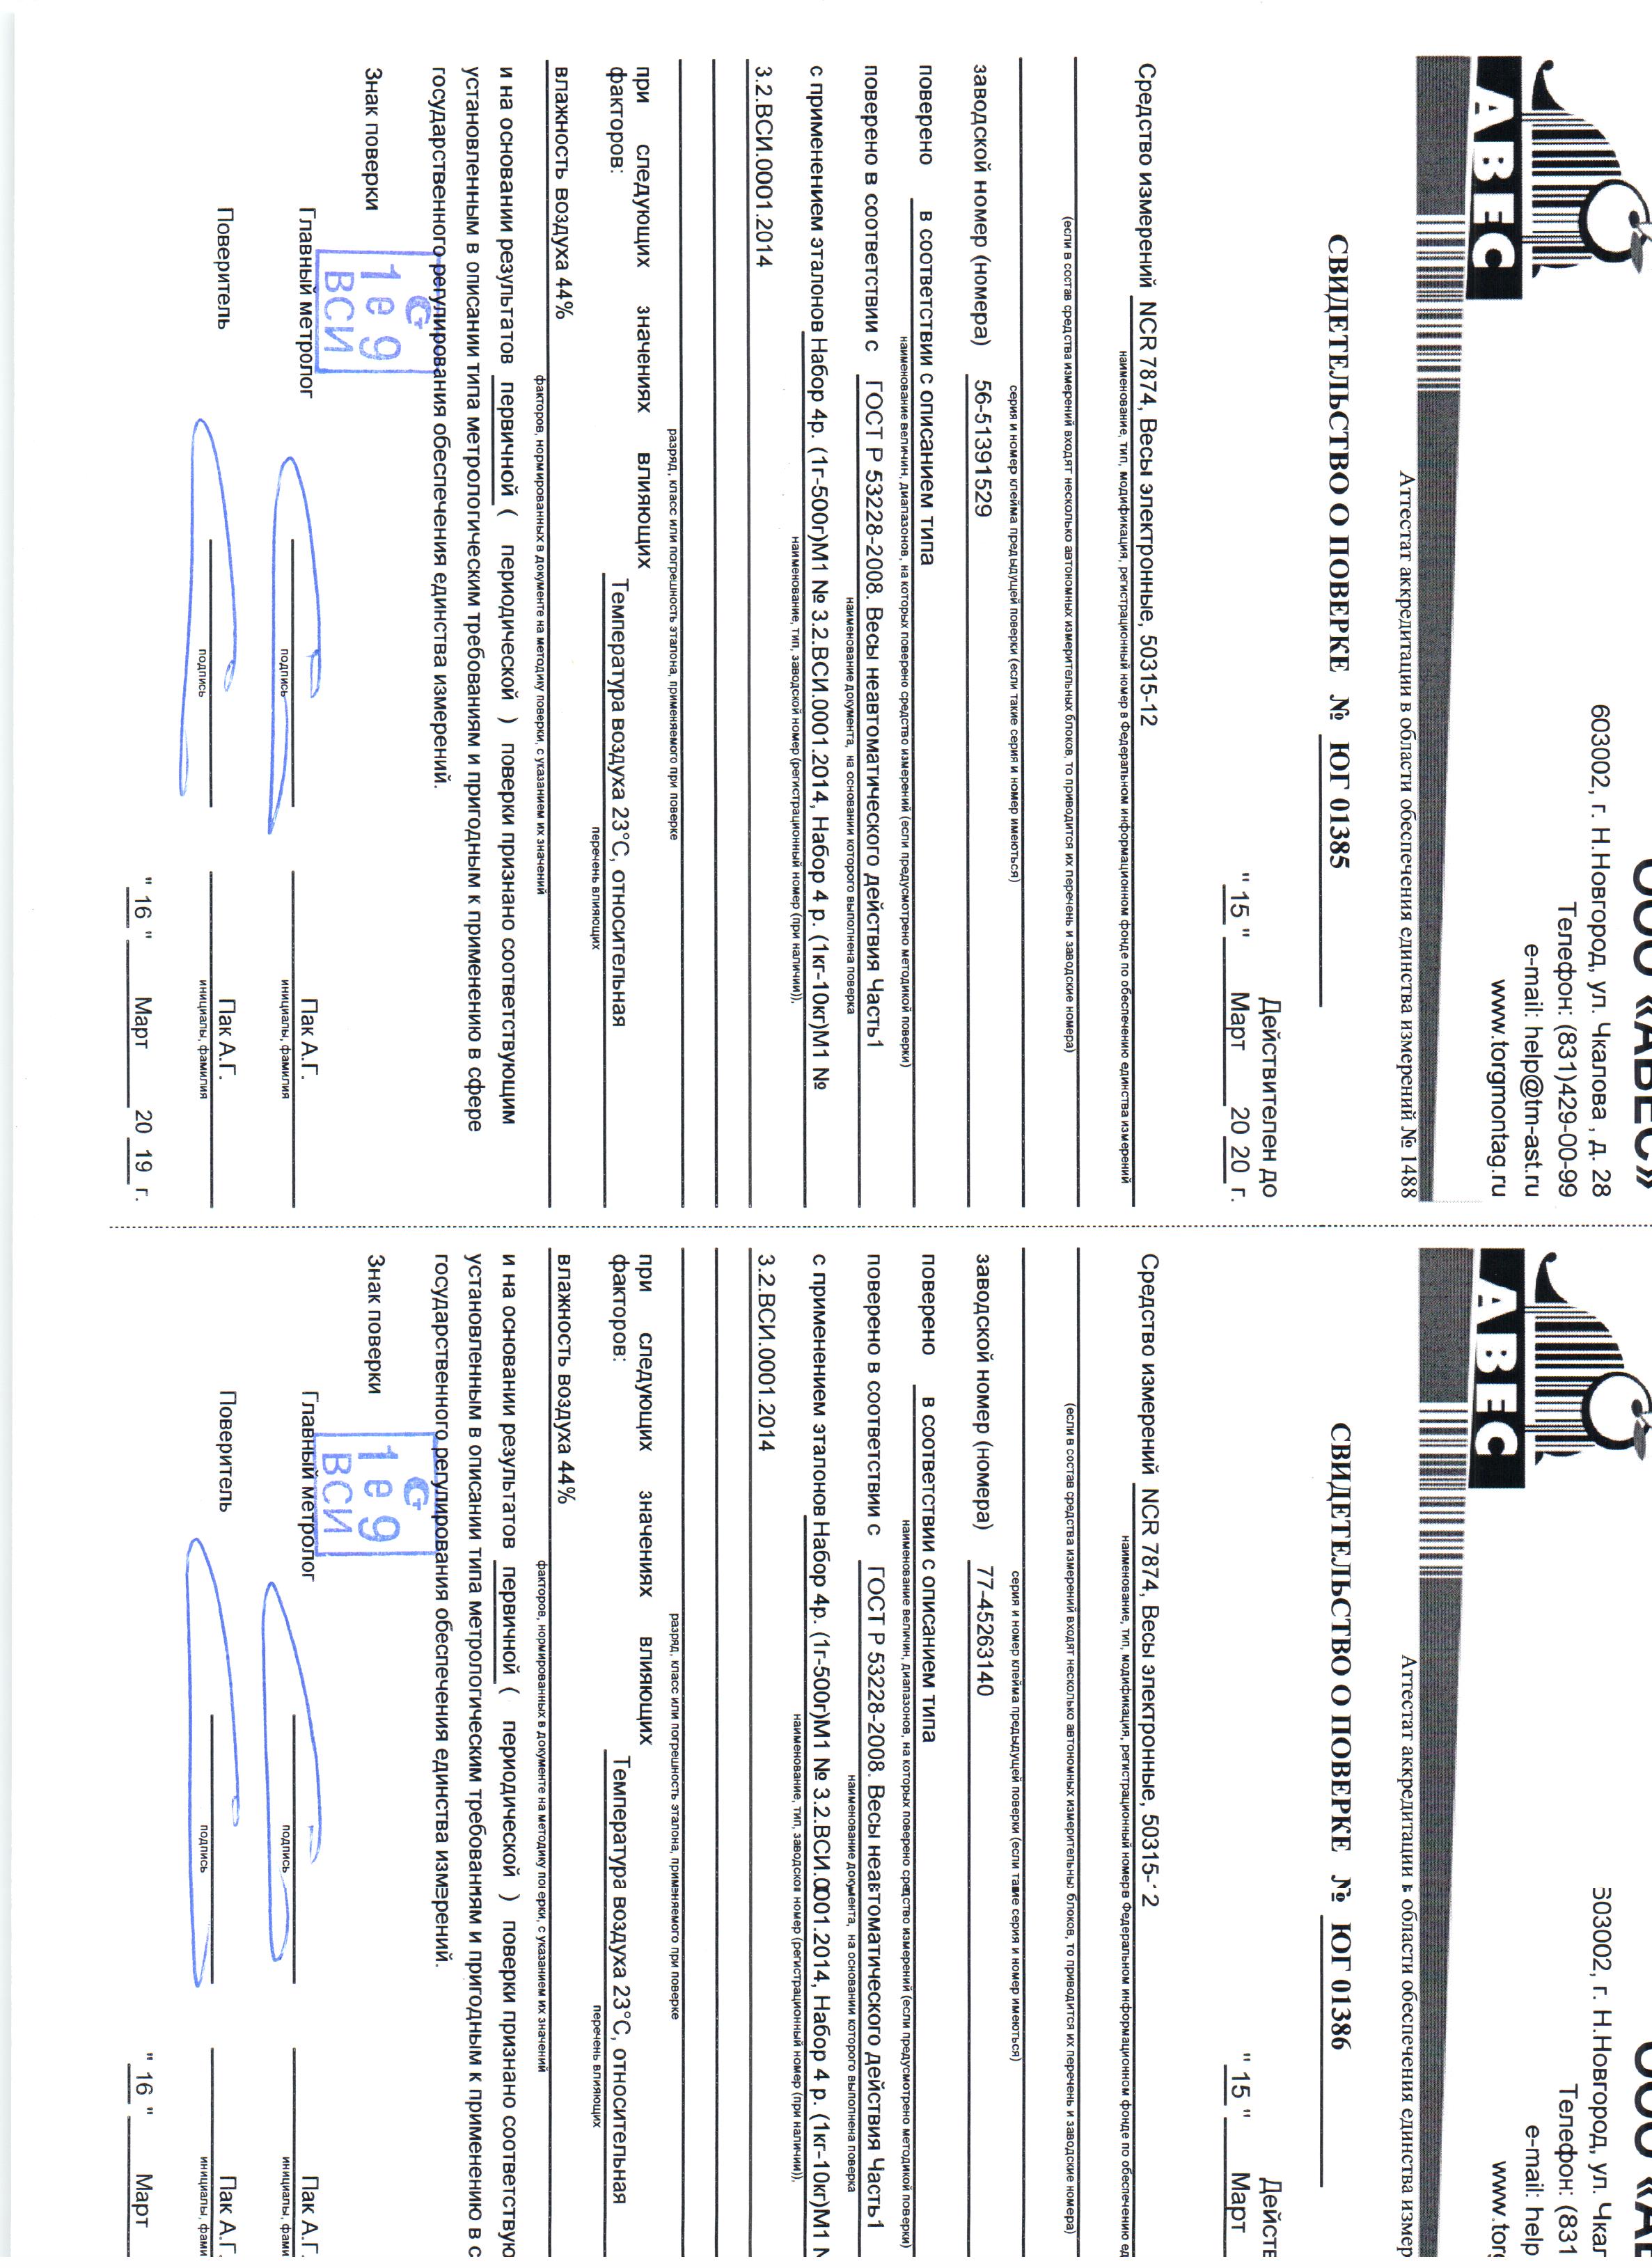 ООО «АВЕС»
603002, г. Н.Новгород, ул. Чкалова , д. 28
Телефон: (831)429-00-99
e-mail: help@tm-ast.ru
www.torgmontag.ru
АВЕС
Аттестат аккредитации в области обеспечения единства измерений № 1488
СВИДЕТЕЛЬСТВО О ПОВЕРКЕ № ЮГ 01385
Действителен до
" 15 " Март 20 20 г.
Средство измерений NCR 7874, Весы электронные, 50315-12
наименование, тип, модификация, регистрационный номер в Федеральном информационном фонде по обеспечению единства измерений
(если в состав средства измерений входят несколько автономных измерительных блоков, то приводится их перечень и заводские номера)
серия и номер клейма предыдущей поверки (если такие серия и номер имеються)
заводской номер (номера) 56-51391529
поверено в соответствии с описанием типа
наименование величин, диапазонов, на которых поверено средство измерений (если предусмотрено методикой поверки)
поверено в соответствии с ГОСТ Р 53228-2008. Весы неавтоматического действия Часть1
наименование документа, на основании которого выполнена поверка
с применением эталонов Набор 4р. (1г-500г)М1 № 3.2.ВСИ.0001.2014, Набор 4 р. (1кг-10кг)М1 №
наименование, тип, заводской номер (регистрационный номер (при наличии)),
3.2.ВСИ.0001.2014
разряд, класс или погрешность эталона, применяемого при поверке
при следующих значениях влияющих
факторов: Температура воздуха 23°С, относительная
перечень влияющих
влажность воздуха 44%
факторов, нормированных в документе на методику поверки, с указанием их значений
и на основании результатов первичной ( периодической ) поверки признано соответствующим
установленным в описании типа метрологическим требованиям и пригодным к применению в сфере
государственного регулирования обеспечения единства измерений.
Знак поверки
1е9
ВСИ
Главный метролог Пак А.Г.
подпись инициалы, фамилия
Поверитель Пак А.Г.
подпись инициалы, фамилия
" 16 " Март 20 19 г.
ООО
603002, г. Н.Новгород, ул. Чкал
Телефон: (831
e-mail: help
www.torg
АВЕС
Аттестат аккредитации в области обеспечения единства измер
СВИДЕТЕЛЬСТВО О ПОВЕРКЕ № ЮГ 01386
Действ
" 15 " Март
Средство измерений NCR 7874, Весы электронные, 50315-12
наименование, тип, модификация, регистрационный номер в Федеральном информационном фонде по обеспечению ед
(если в состав средства измерений входят несколько автономных измерительных блоков, то приводится их перечень и заводские номера)
серия и номер клейма предыдущей поверки (если такие серия и номер имеються)
заводской номер (номера) 77-45263140
поверено в соответствии с описанием типа
наименование величин, диапазонов, на которых поверено средство измерений (если предусмотрено методикой поверки)
поверено в соответствии с ГОСТ Р 53228-2008. Весы неавтоматического действия Часть1
наименование документа, на основании которого выполнена поверка
с применением эталонов Набор 4р. (1г-500г)М1 № 3.2.ВСИ.0001.2014, Набор 4 р. (1кг-10кг)М1
наименование, тип, заводской номер (регистрационный номер (при наличии)),
3.2.ВСИ.0001.2014
разряд, класс или погрешность эталона, применяемого при поверке
при следующих значениях влияющих
факторов: Температура воздуха 23°С, относительная
перечень влияющих
влажность воздуха 44%
факторов, нормированных в документе на методику поверки, с указанием их значений
и на основании результатов первичной ( периодической ) поверки признано соответствую
установленным в описании типа метрологическим требованиям и пригодным к применению в с
государственного регулирования обеспечения единства измерений.
Знак поверки
1е9
ВСИ
Главный метролог Пак А.Г.
подпись инициалы, фами
Поверитель Пак А.Г.
подпись инициалы, фами
" 16 " Март